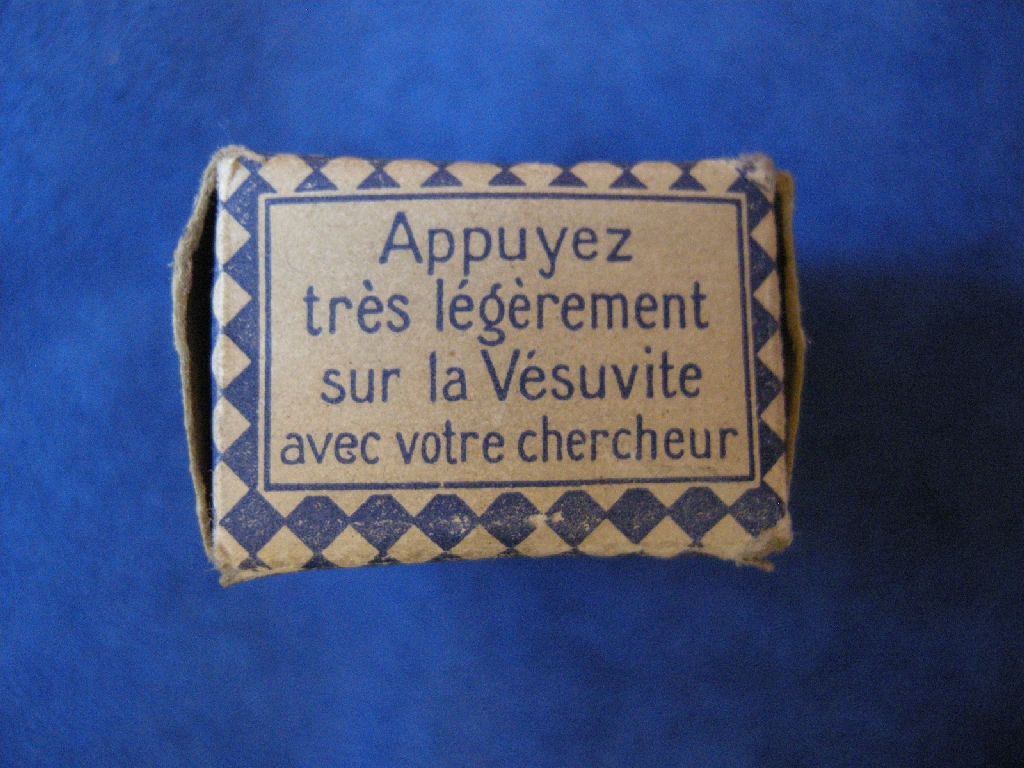 Appuyez
très légèrement
sur la Vésuvite
avec votre chercheur